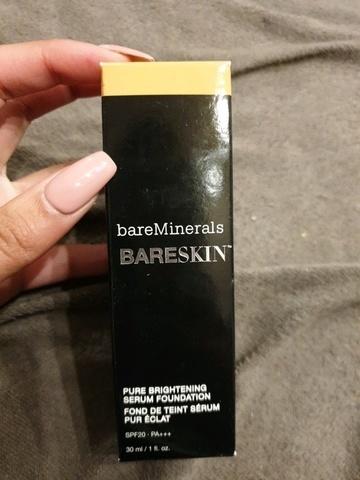 bareMinerals
BARESKIN™
PURE BRIGHTENING
SERUM FOUNDATION
FOND DE TEINT SÉRUM
PUR ÉCLAT
SPF20 · PA+++
30 ml / 1 fl. oz.